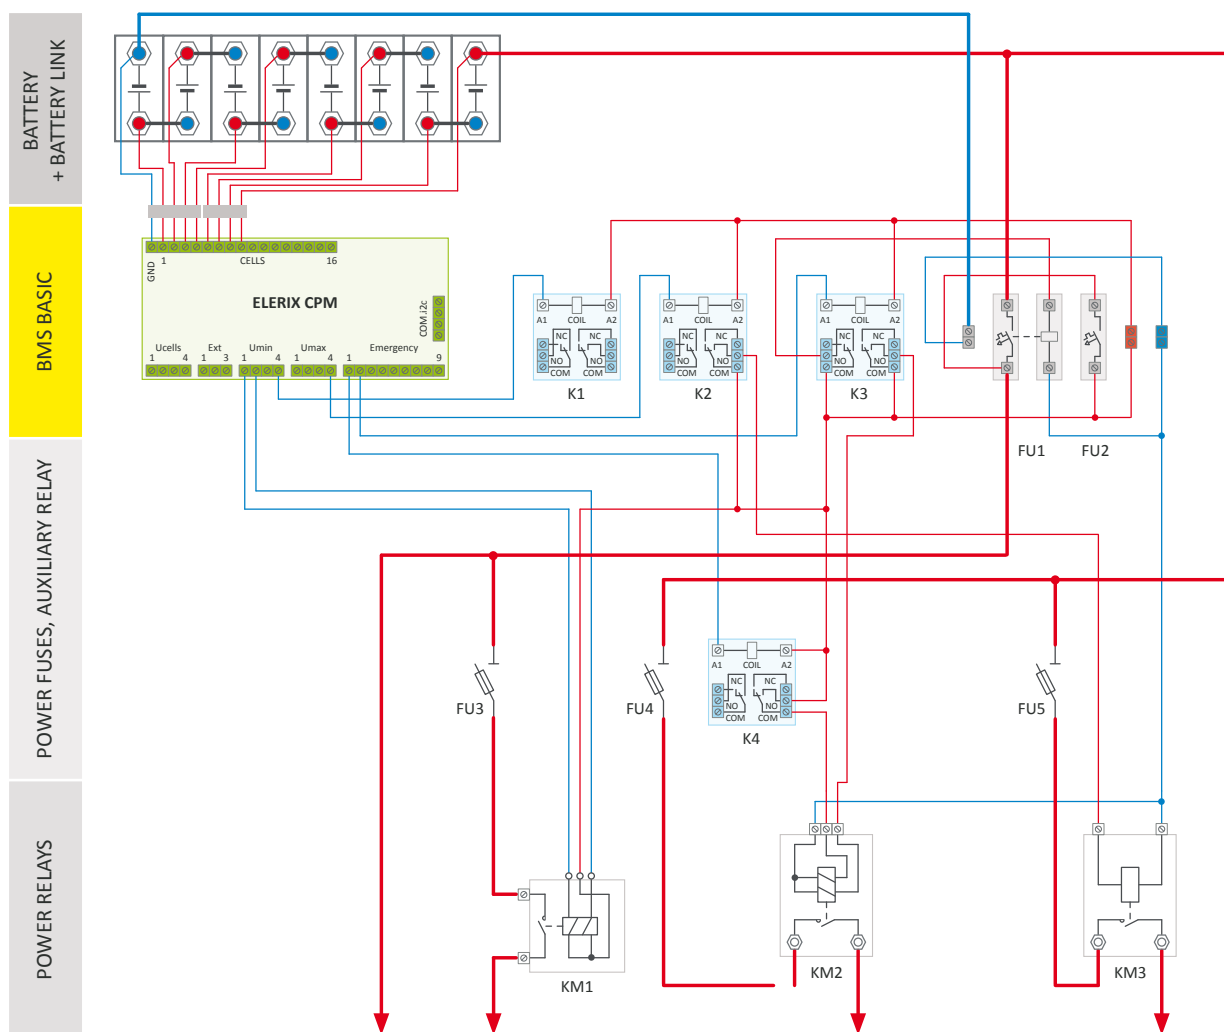 BATTERY
+ BATTERY LINK
BMS BASIC
POWER FUSES, AUXILIARY RELAY
POWER RELAYS
GND
1
CELLS
16
ELERIX CPM
COM.i2c
Ucells
Ext
Umin
Umax
Emergency
1 4 1 3 1 4 1 4 1 9
A1 COIL A2
NC NC
NO NO
COM COM
K1
A1 COIL A2
NC NC
NO NO
COM COM
K2
A1 COIL A2
NC NC
NO NO
COM COM
K3
FU1
FU2
A1 COIL A2
NC NC
NO NO
COM COM
K4
FU3
FU4
FU5
KM1
KM2
KM3